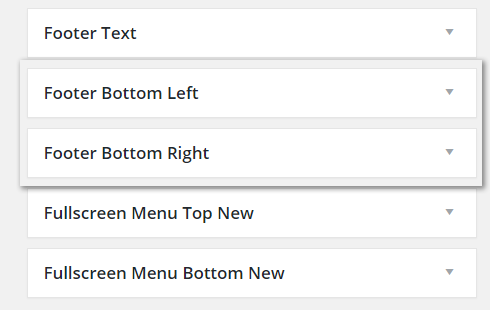 Footer Text
Footer Bottom Left
Footer Bottom Right
Fullscreen Menu Top New
Fullscreen Menu Bottom New